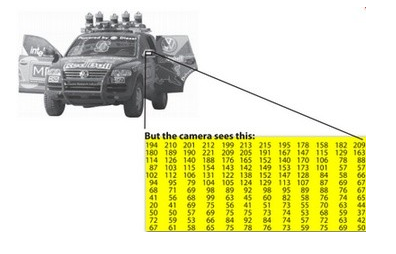 intel
Powered by Diesel
Red Bull
But the camera sees this:
194 210 201 212 199 213 215 195 178 158 182 209
180 189 190 221 209 205 191 167 147 115 129 163
114 126 140 188 176 165 152 140 170 106 78 88
87 103 115 154 143 142 149 153 173 101 57 57
102 112 106 131 122 138 152 147 128 84 58 66
94 95 79 104 105 124 129 113 107 87 69 67
68 71 69 98 89 92 98 95 89 88 76 67
41 56 68 99 63 45 60 82 58 76 74 65
20 41 69 75 56 41 51 73 55 70 63 44
50 50 57 69 75 75 73 74 53 68 59 37
72 59 53 66 84 92 84 74 57 72 63 42
67 61 58 65 75 78 76 73 59 75 69 50